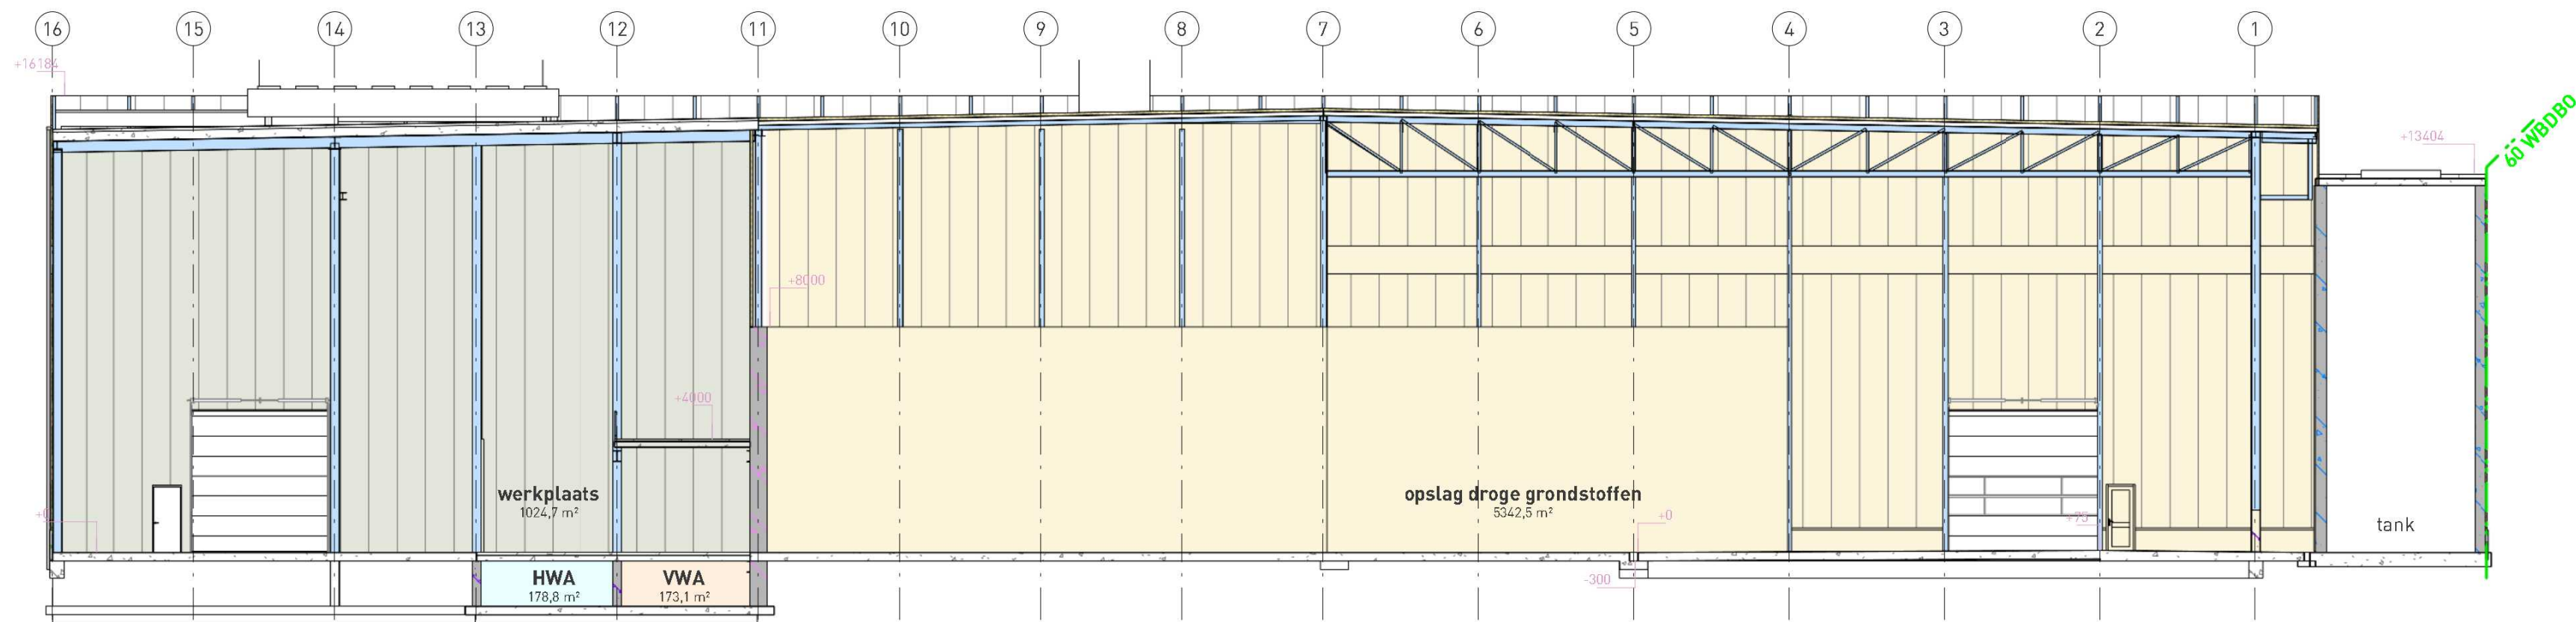 16 15 14 13 12 11 10 9 8 7 6 5 4 3 2 1
+16184
60 WBDBO
+13404
+8000
+4000
werkplaats
1024,7 m²
opslag droge grondstoffen
5342,5 m²
+0
+0
+75
tank
HWA
178,8 m²
VWA
173,1 m²
-300